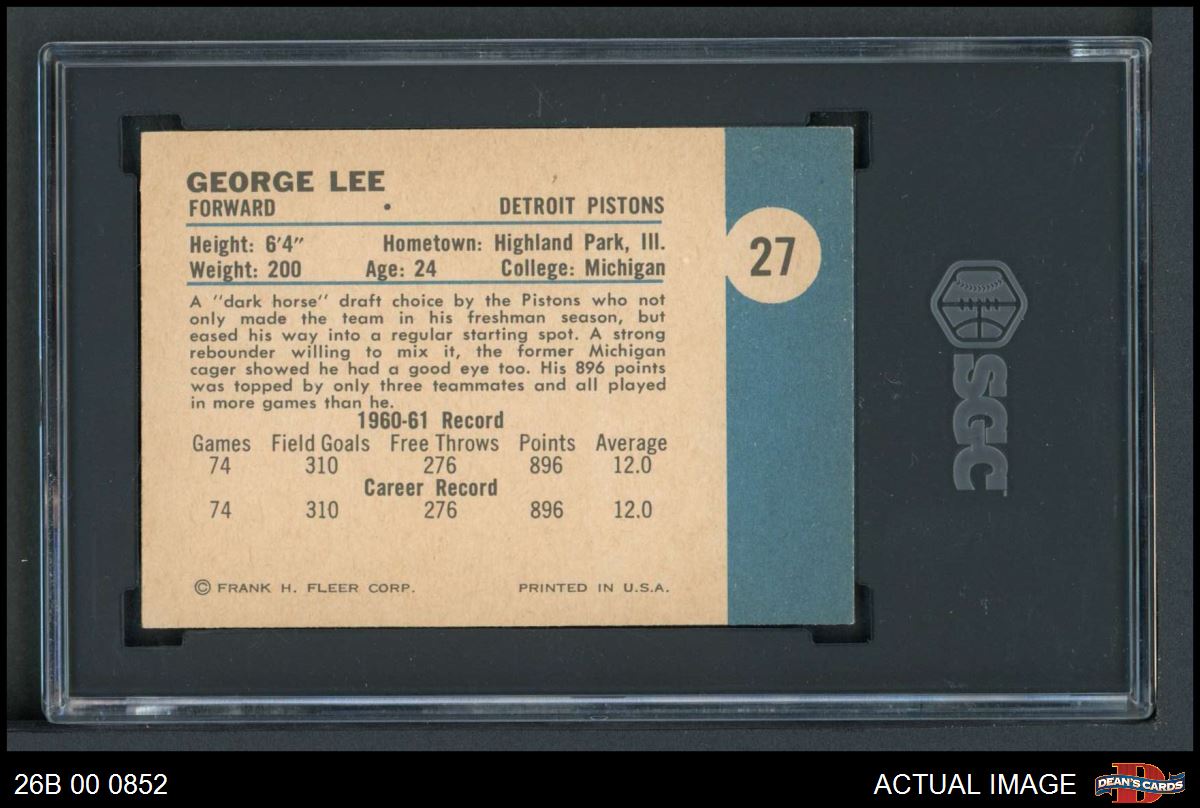 GEORGE LEE
FORWARD • DETROIT PISTONS
Height: 6'4" Hometown: Highland Park, Ill.
Weight: 200 Age: 24 College: Michigan
27
A "dark horse" draft choice by the Pistons who not
only made the team in his freshman season, but
eased his way into a regular starting spot. A strong
rebounder willing to mix it, the former Michigan
cager showed he had a good eye too. His 896 points
was topped by only three teammates and all played
in more games than he.
1960-61 Record
Games Field Goals Free Throws Points Average
74 310 276 896 12.0
Career Record
74 310 276 896 12.0
© FRANK H. FLEER CORP. PRINTED IN U.S.A.
SGC
26B 00 0852
ACTUAL IMAGE
D
DEAN'S CARDS